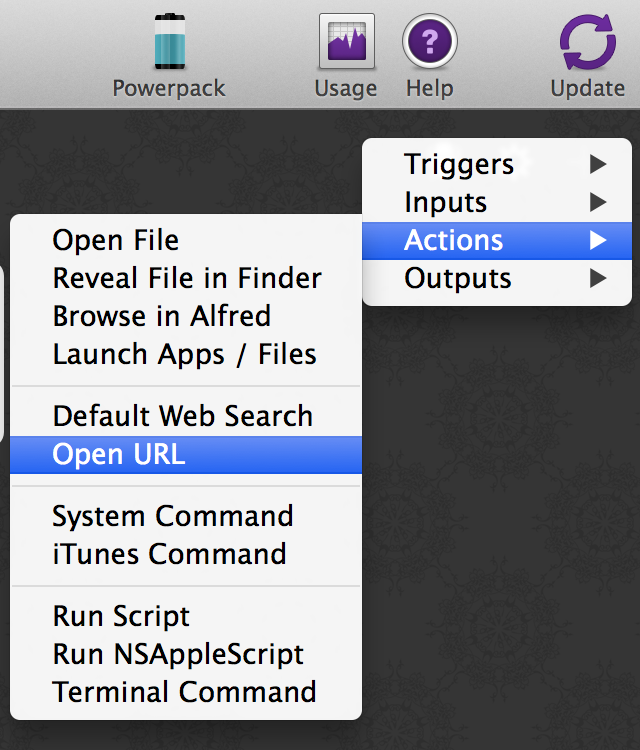 Powerpack
Usage
Help
Update
Triggers
Inputs
Actions
Outputs
Open File
Reveal File in Finder
Browse in Alfred
Launch Apps / Files
Default Web Search
Open URL
System Command
iTunes Command
Run Script
Run NSAppleScript
Terminal Command